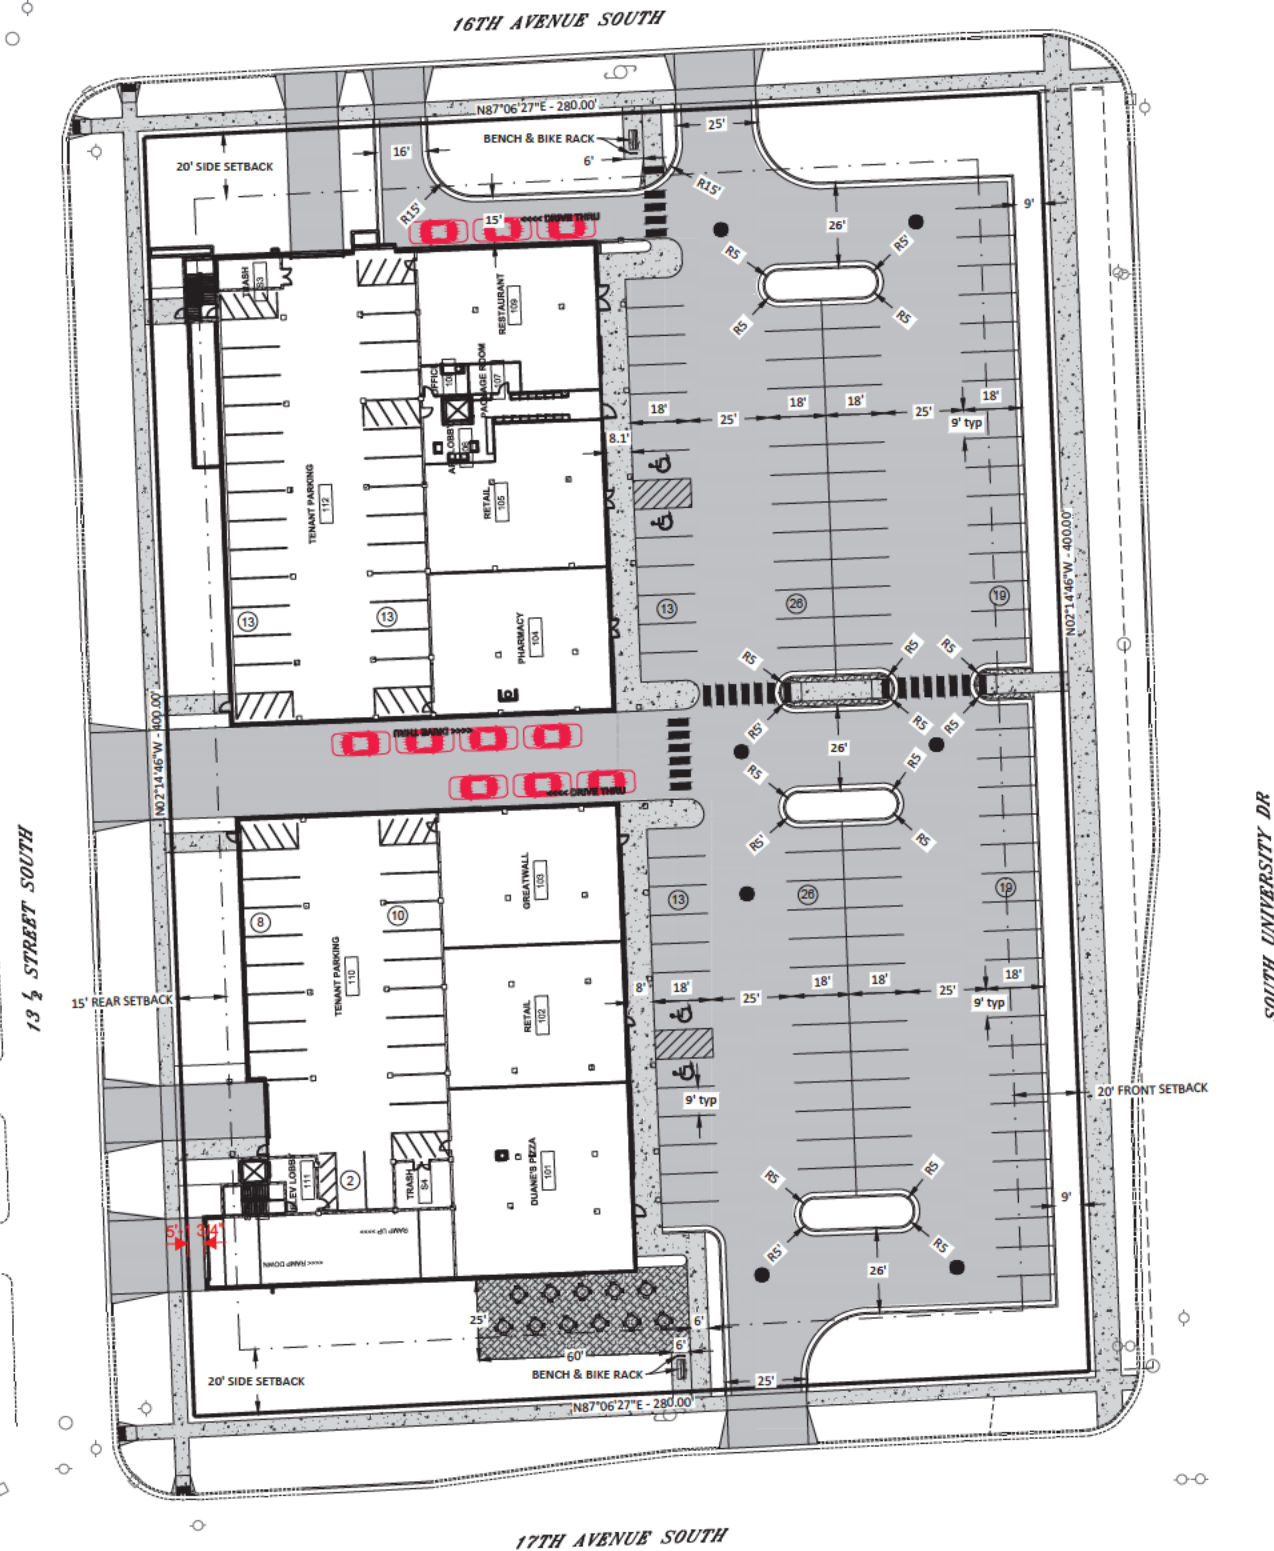 16TH AVENUE SOUTH
N87°06'27"E - 280.00'
BENCH & BIKE RACK
25'
16'
6'
20' SIDE SETBACK
R15'
R15'
15'
<<<< DRIVE THRU
26'
9'
R5
R5'
R5
R5
TRASH
S3
RESTAURANT
109
OFFICE
PACKAGE ROOM
107
18'
25'
18'
18'
25'
18'
9' typ
8.1'
TENANT PARKING
112
RETAIL
105
PHARMACY
104
13
13
13
26
19
N02°14'46"W - 400.00'
N02°14'46"W - 400.00'
R5
R5
R5
R5'
R5
R5
<<<< DRIVE THRU
<<<< DRIVE THRU
26'
R5
R5
R5'
R5
GREATWALL
103
8
10
13
26
19
TENANT PARKING
110
RETAIL
102
15' REAR SETBACK
8'
18'
25'
18'
18'
25'
18'
9' typ
9' typ
20' FRONT SETBACK
13 ½ STREET SOUTH
SOUTH UNIVERSITY DR
DUANE'S PIZZA
101
ELEV LOBBY
111
2
TRASH
S4
RAMP UP >>>>
<<<< RAMP DOWN
5'- 3/4"
R5
R5
R5'
R5
9'
26'
25'
60'
6'
6'
BENCH & BIKE RACK
25'
20' SIDE SETBACK
N87°06'27"E - 280.00'
17TH AVENUE SOUTH